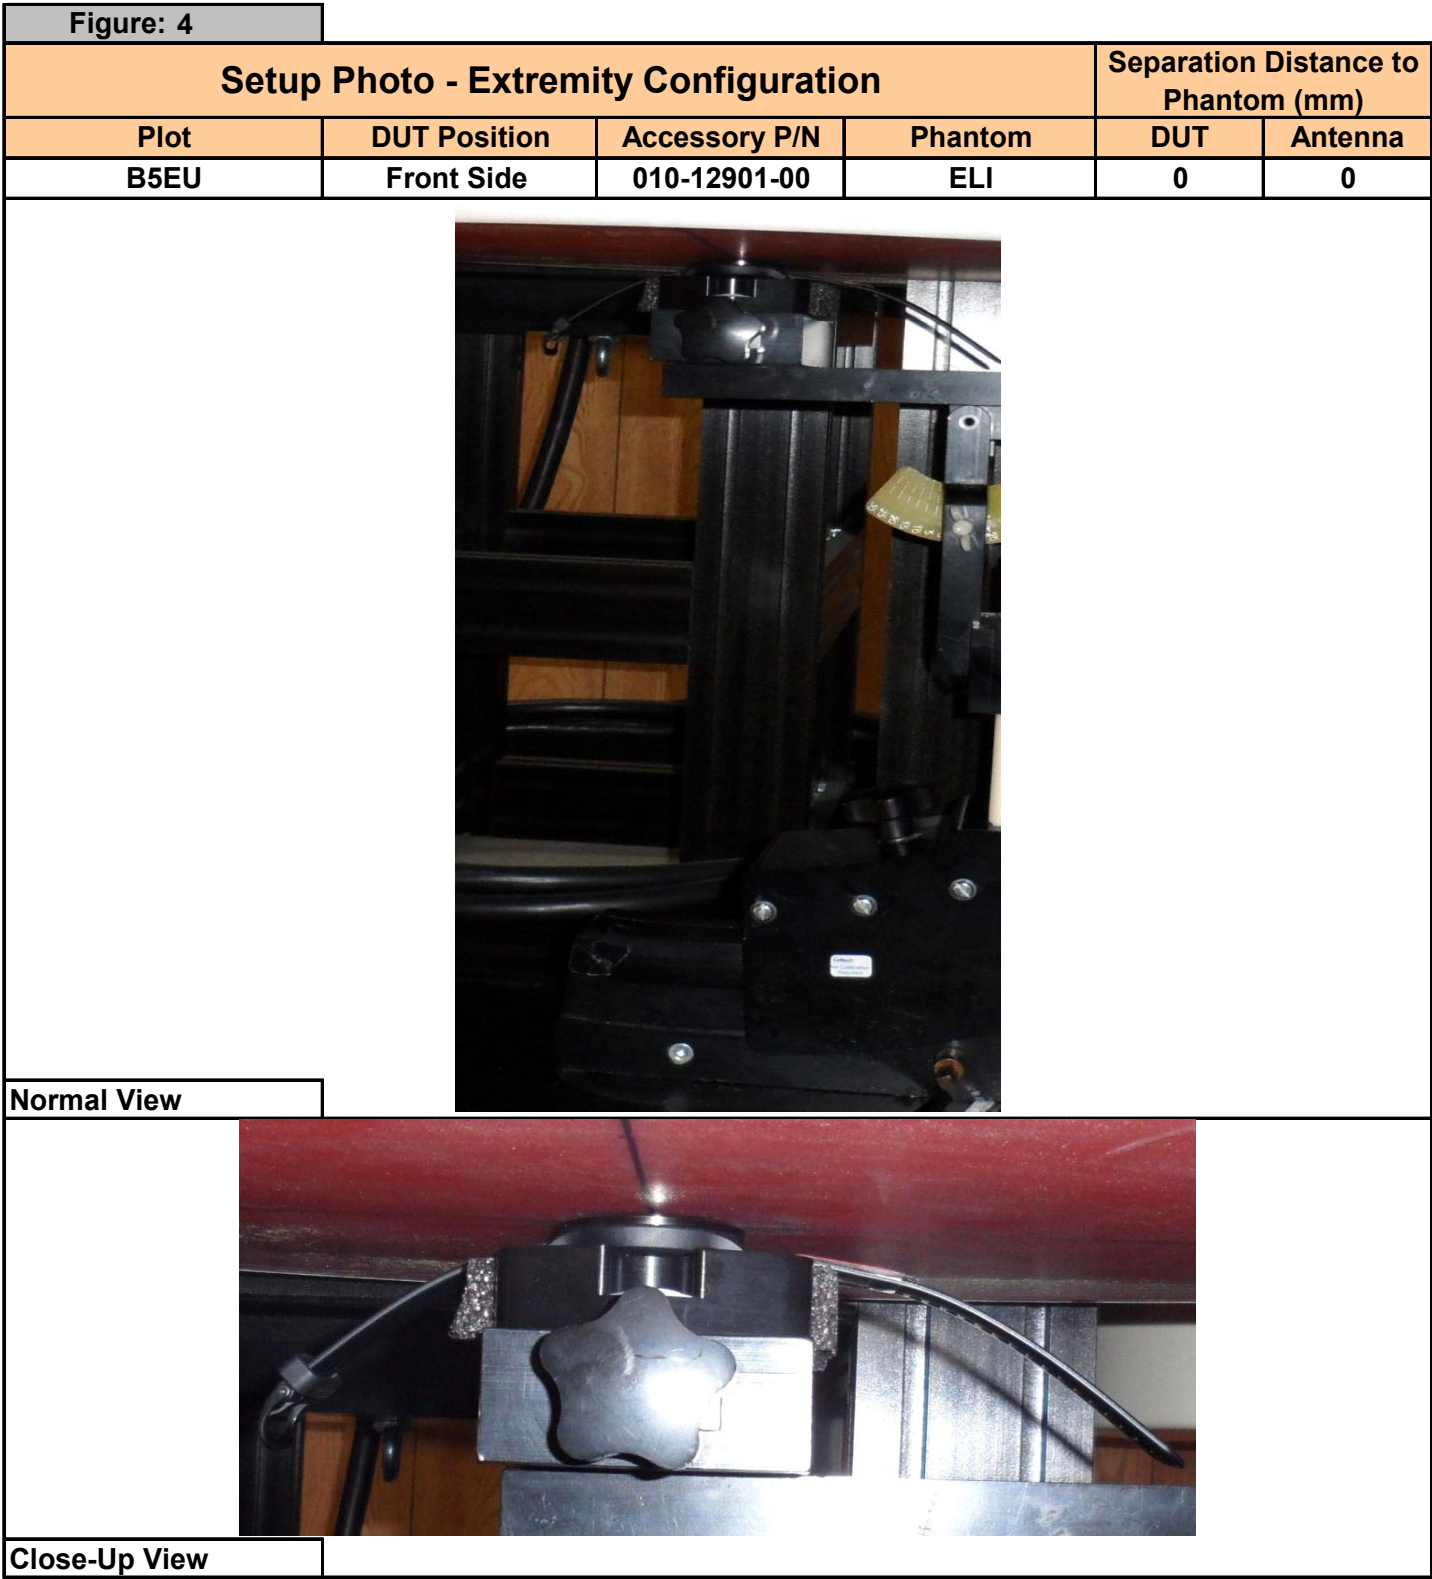 Figure: 4
Setup Photo - Extremity Configuration
Separation Distance to
Phantom (mm)
Plot DUT Position Accessory P/N Phantom DUT Antenna
B5EU Front Side 010-12901-00 ELI 0 0
Normal View
Close-Up View